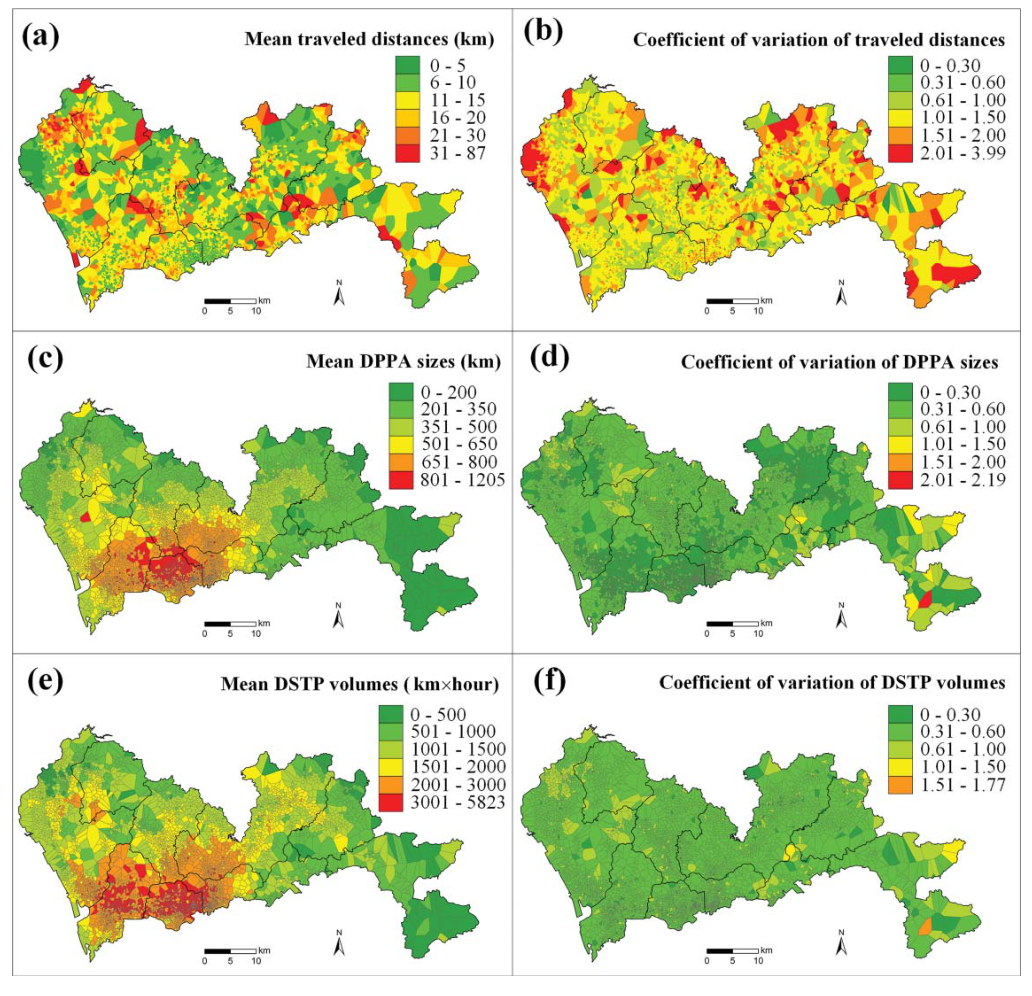 (a)
Mean traveled distances (km)
0 - 5
6 - 10
11 - 15
16 - 20
21 - 30
31 - 87
N
km
0 5 10
(b)
Coefficient of variation of traveled distances
0 - 0.30
0.31 - 0.60
0.61 - 1.00
1.01 - 1.50
1.51 - 2.00
2.01 - 3.99
N
km
0 5 10
(c)
Mean DPPA sizes (km)
0 - 200
201 - 350
351 - 500
501 - 650
651 - 800
801 - 1205
N
km
0 5 10
(d)
Coefficient of variation of DPPA sizes
0 - 0.30
0.31 - 0.60
0.61 - 1.00
1.01 - 1.50
1.51 - 2.00
2.01 - 2.19
N
km
0 5 10
(e)
Mean DSTP volumes ( km×hour)
0 - 500
501 - 1000
1001 - 1500
1501 - 2000
2001 - 3000
3001 - 5823
N
km
0 5 10
(f)
Coefficient of variation of DSTP volumes
0 - 0.30
0.31 - 0.60
0.61 - 1.00
1.01 - 1.50
1.51 - 1.77
N
km
0 5 10